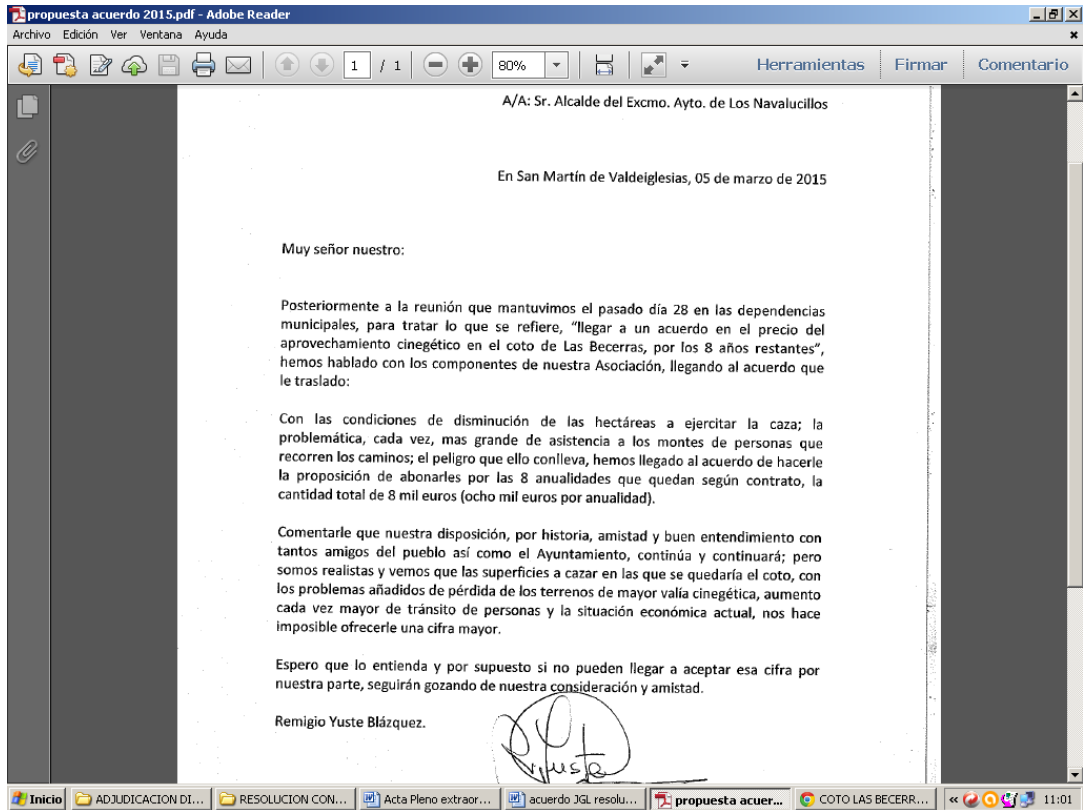 propuesta acuerdo 2015.pdf - Adobe Reader
Archivo Edición Ver Ventana Ayuda
1 / 1 80% Herramientas Firmar Comentario
A/A: Sr. Alcalde del Excmo. Ayto. de Los Navalucillos
En San Martín de Valdeiglesias, 05 de marzo de 2015
Muy señor nuestro:
Posteriormente a la reunión que mantuvimos el pasado día 28 en las dependencias
municipales, para tratar lo que se refiere, “llegar a un acuerdo en el precio del
aprovechamiento cinegético en el coto de Las Becerras, por los 8 años restantes”,
hemos hablado con los componentes de nuestra Asociación, llegando al acuerdo que
le traslado:
Con las condiciones de disminución de las hectáreas a ejercitar la caza; la
problemática, cada vez, mas grande de asistencia a los montes de personas que
recorren los caminos; el peligro que ello conlleva, hemos llegado al acuerdo de hacerle
la proposición de abonarles por las 8 anualidades que quedan según contrato, la
cantidad total de 8 mil euros (ocho mil euros por anualidad).
Comentarle que nuestra disposición, por historia, amistad y buen entendimiento con
tantos amigos del pueblo así como el Ayuntamiento, continúa y continuará; pero
somos realistas y vemos que las superficies a cazar en las que se quedaría el coto, con
los problemas añadidos de pérdida de los terrenos de mayor valía cinegética, aumento
cada vez mayor de tránsito de personas y la situación económica actual, nos hace
imposible ofrecerle una cifra mayor.
Espero que lo entienda y por supuesto si no pueden llegar a aceptar esa cifra por
nuestra parte, seguirán gozando de nuestra consideración y amistad.
Remigio Yuste Blázquez.
Inicio ADJUDICACION DI... RESOLUCION CON... Acta Pleno extraor... acuerdo JGL resolu... propuesta acuer... COTO LAS BECERR... « 11:01